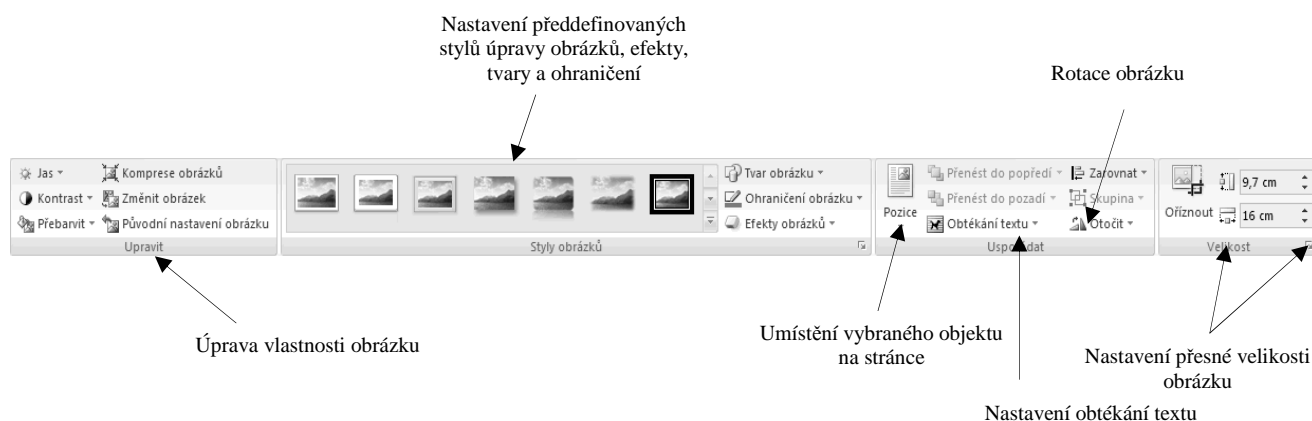 Nastavení předdefinovaných
stylů úpravy obrázků, efekty,
tvary a ohraničení
Rotace obrázku
Jas
Komprese obrázků
Kontrast
Změnit obrázek
Přebarvit
Původní nastavení obrázku
Upravit
Tvar obrázku
Ohraničení obrázku
Efekty obrázků
Styly obrázků
Pozice
Přenést do popředí
Přenést do pozadí
Obtékání textu
Zarovnat
Skupina
Otočit
Uspořádat
Oříznout
9,7 cm
16 cm
Velikost
Úprava vlastnosti obrázku
Umístění vybraného objektu
na stránce
Nastavení přesné velikosti
obrázku
Nastavení obtékání textu